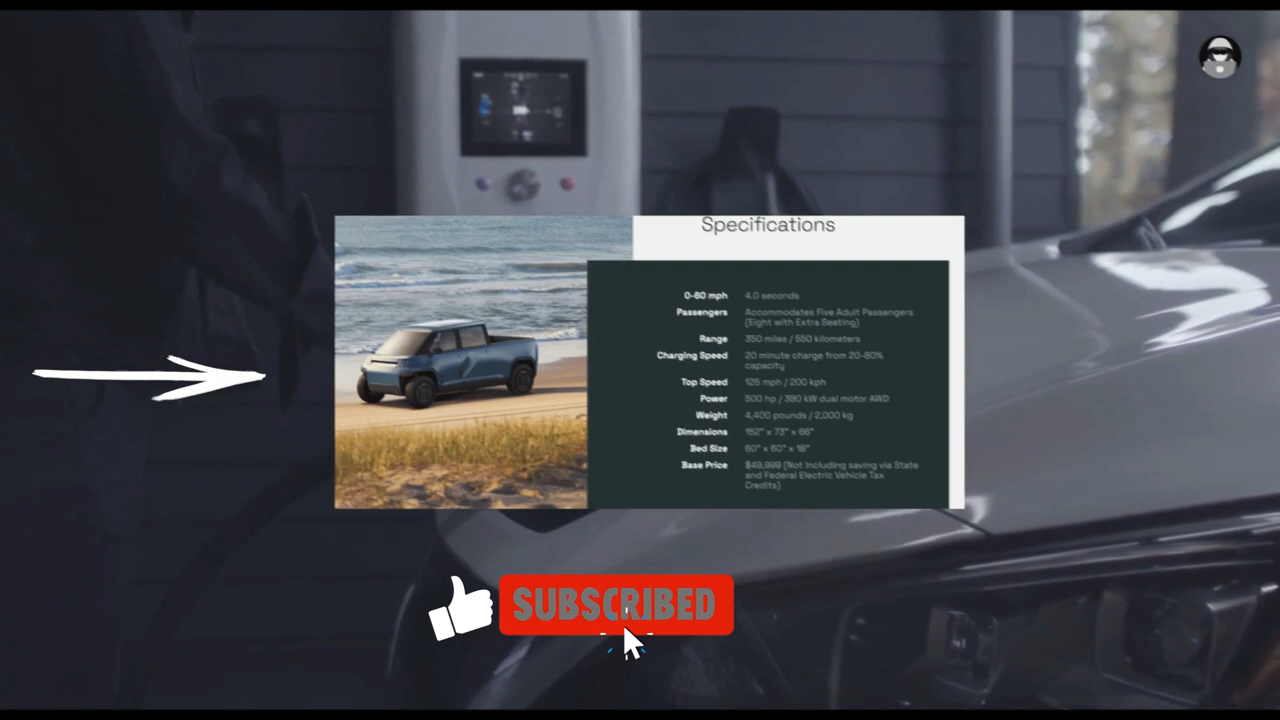 Specifications
0-60 mph 4.0 seconds
Passengers Accommodates Five Adult Passengers
(Eight with Extra Seating)
Range 350 miles / 550 kilometers
Charging Speed 20 minute charge from 20-80%
capacity
Top Speed 125 mph / 200 kph
Power 500 hp / 380 kW dual motor AWD
Weight 4,400 pounds / 2,000 kg
Dimensions 152" x 73" x 66"
Bed Size 60" x 60" x 18"
Base Price $49,999 (Not Including saving via State
and Federal Electric Vehicle Tax
Credits)
SUBSCRIBED